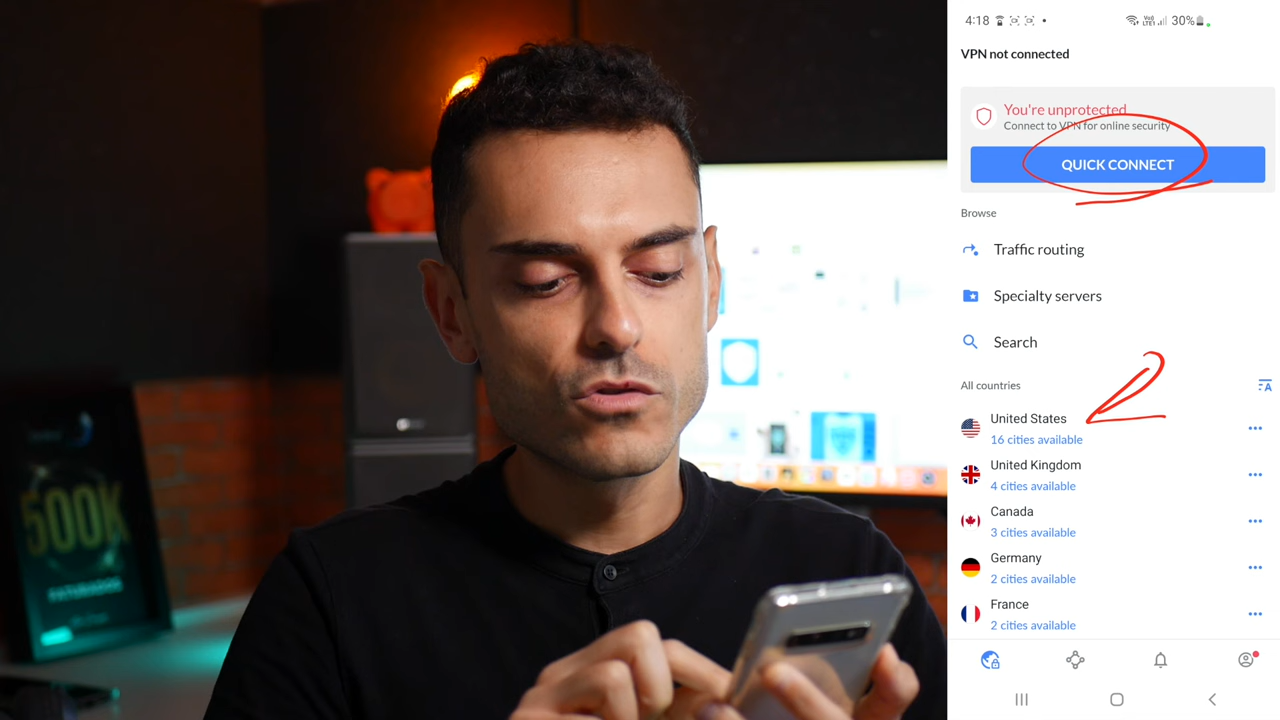 500K
4:18
VoD
LTE1
30%
VPN not connected
You're unprotected
Connect to VPN for online security
QUICK CONNECT
Browse
Traffic routing
Specialty servers
Search
All countries
A
United States
16 cities available
United Kingdom
4 cities available
Canada
3 cities available
Germany
2 cities available
France
2 cities available